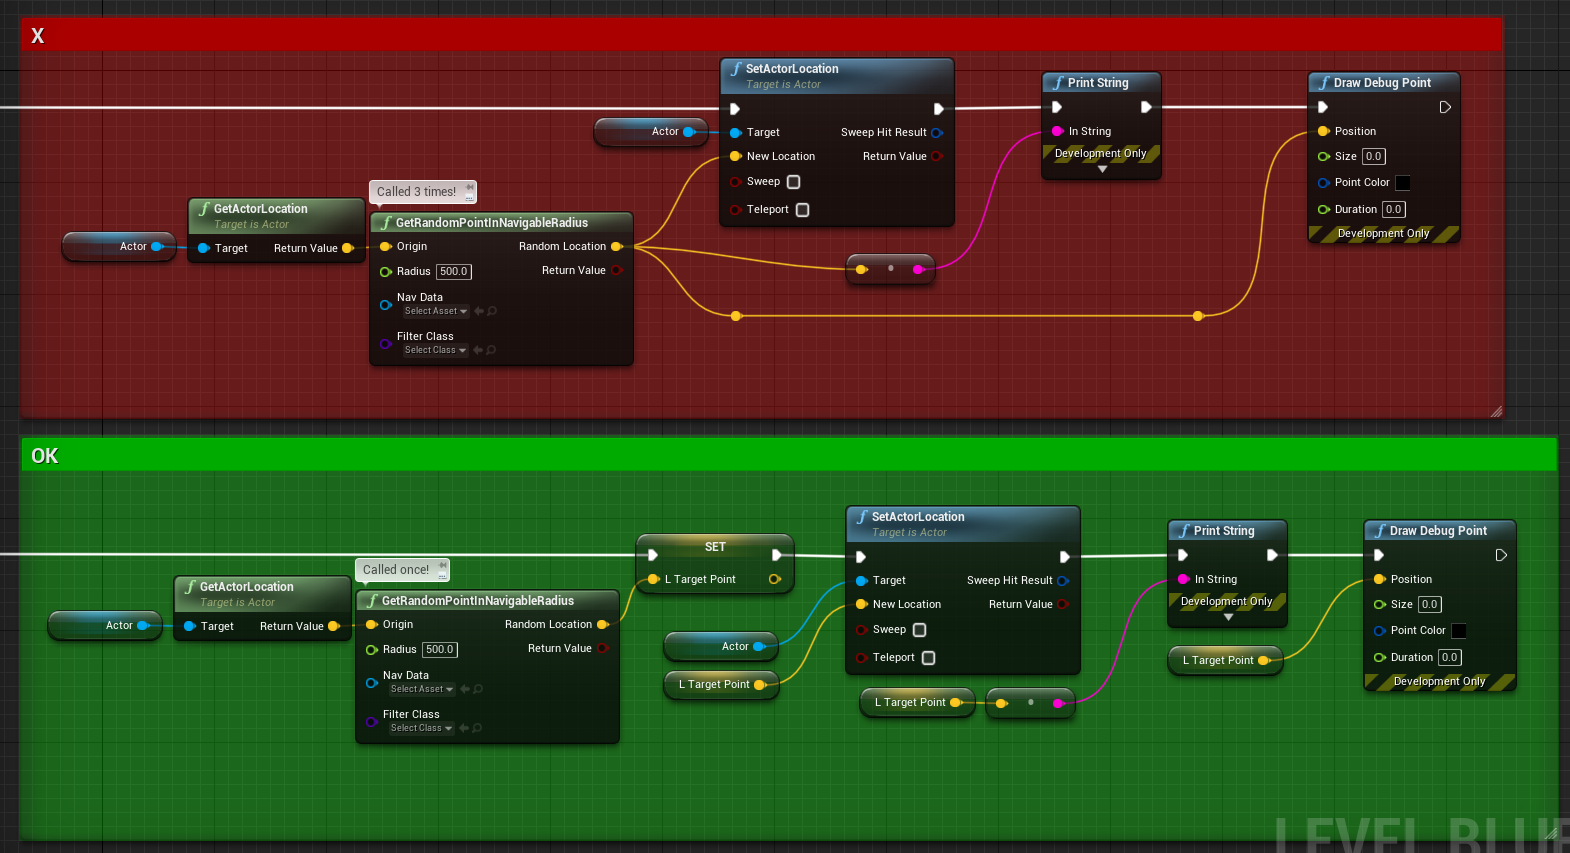 X
SetActorLocation
Target is Actor
Actor
Target
Sweep Hit Result
New Location
Return Value
Sweep
Teleport
Print String
In String
Development Only
Draw Debug Point
Position
Size 0.0
Point Color
Duration 0.0
Development Only
Called 3 times!
GetActorLocation
Target is Actor
Actor
Target
Return Value
GetRandomPointInNavigableRadius
Origin
Random Location
Radius 500.0
Return Value
Nav Data
Select Asset
Filter Class
Select Class
OK
SET
L Target Point
SetActorLocation
Target is Actor
Target
Sweep Hit Result
New Location
Return Value
Sweep
Teleport
Print String
In String
Development Only
Draw Debug Point
Position
Size 0.0
Point Color
Duration 0.0
Development Only
Called once!
GetActorLocation
Target is Actor
Actor
Target
Return Value
GetRandomPointInNavigableRadius
Origin
Random Location
Radius 500.0
Return Value
Nav Data
Select Asset
Filter Class
Select Class
Actor
L Target Point
L Target Point
L Target Point
LEVEL BLUE